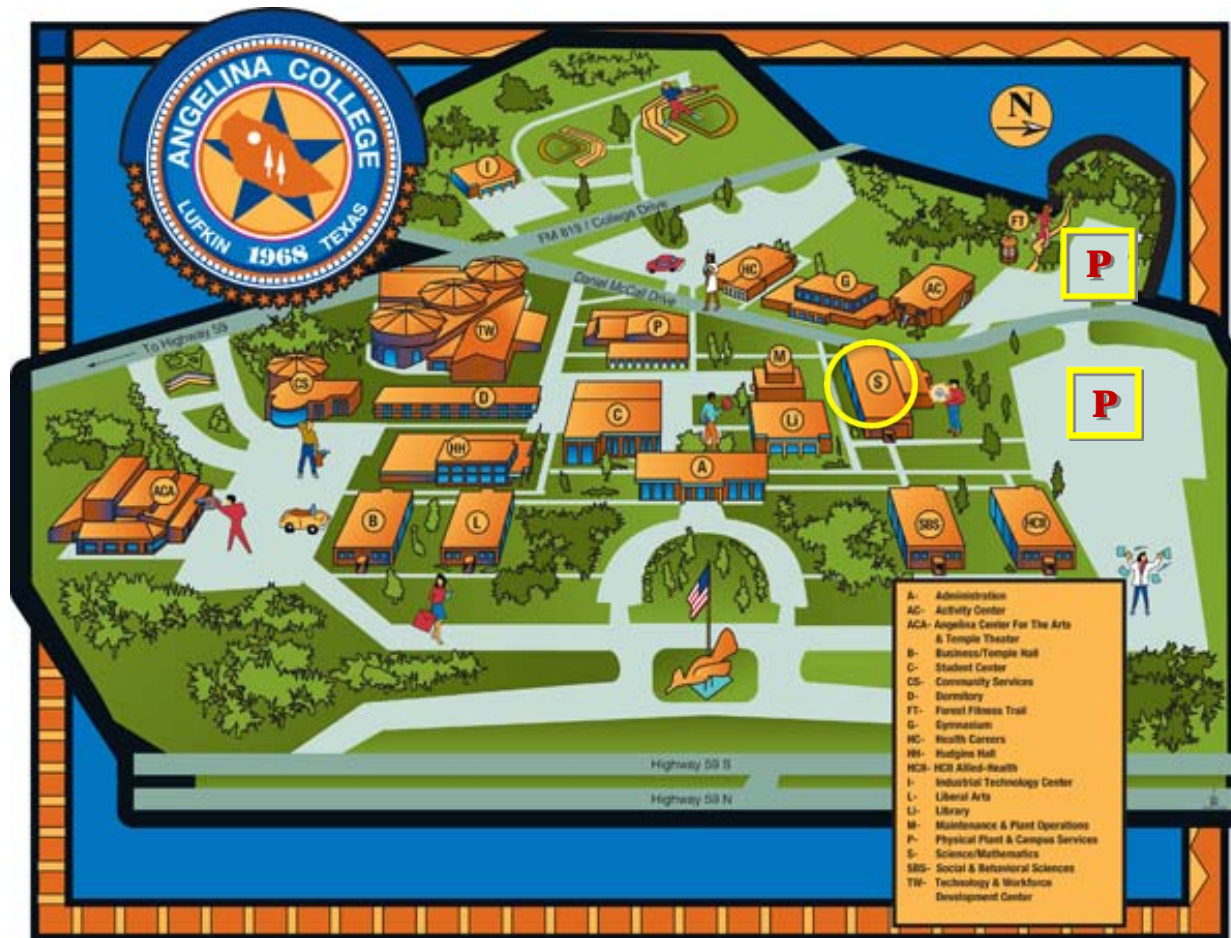 ANGELINA COLLEGE
LUFKIN 1968 TEXAS
N
I
FM 819 / College Drive
FT
P
HC
G
AC
Daniel McCall Drive
To Highway 59
TW
P
M
CS
D
C
Li
S
P
HH
A
ACA
B
L
SBS
HCII
A- Administration
AC- Activity Center
ACA- Angelina Center For The Arts
& Temple Theater
B- Business/Temple Hall
C- Student Center
CS- Community Services
D- Dormitory
FT- Forest Fitness Trail
G- Gymnasium
HC- Health Careers
HH- Hudgins Hall
HCII- HCII Allied-Health
I- Industrial Technology Center
L- Liberal Arts
Li- Library
M- Maintenance & Plant Operations
P- Physical Plant & Campus Services
S- Science/Mathematics
SBS- Social & Behavioral Sciences
TW- Technology & Workforce
Development Center
Highway 59 S
Highway 59 N